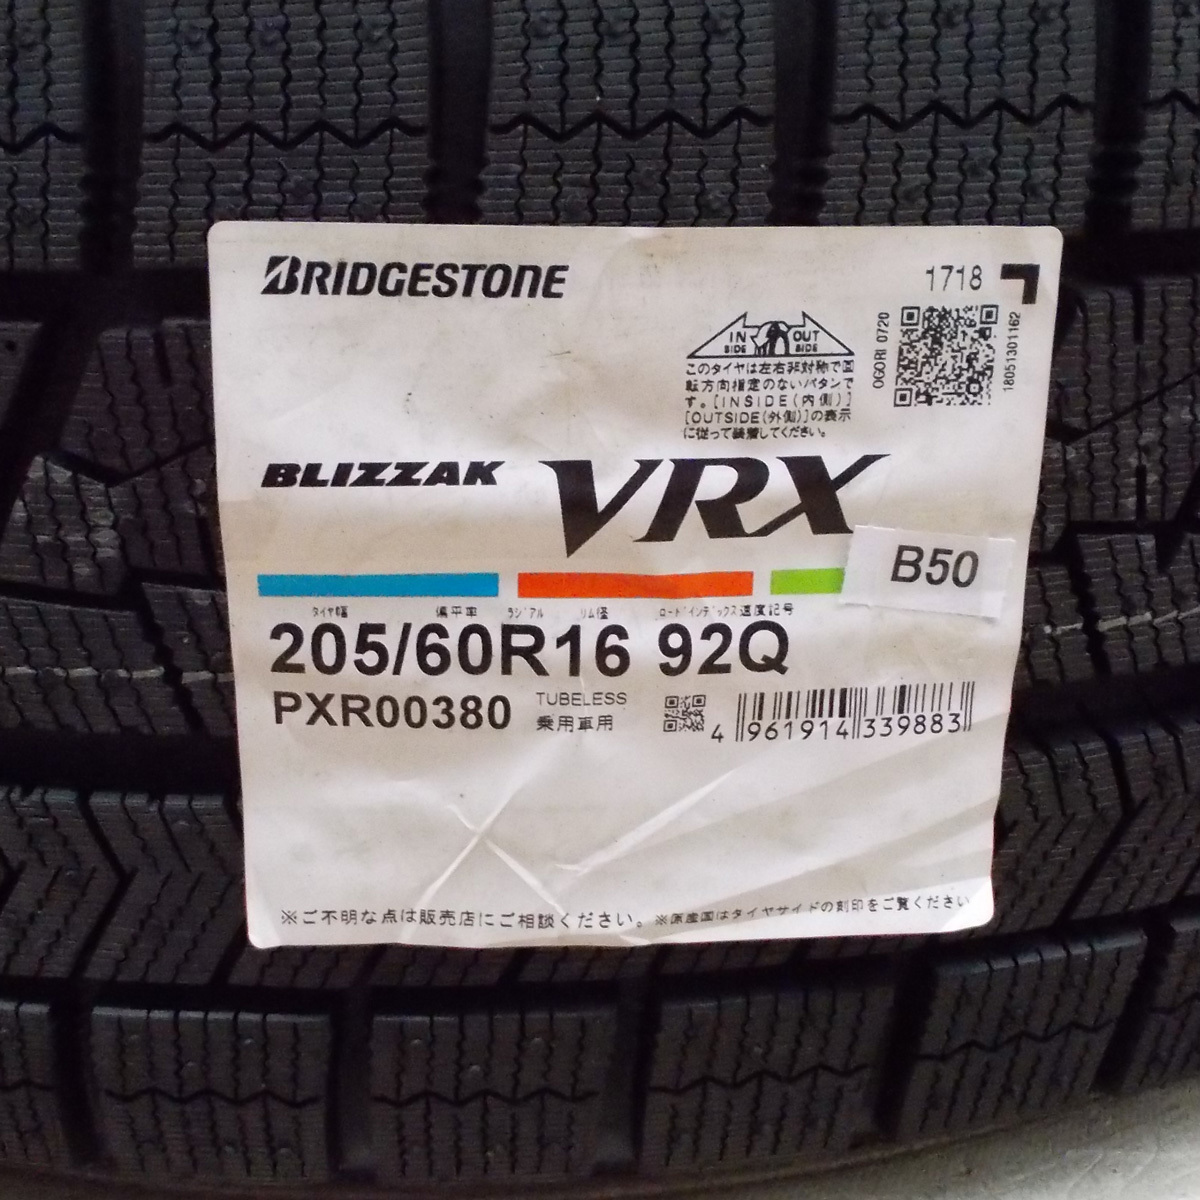 BRIDGESTONE
1718
IN SIDE OUT SIDE
OGORI 0720
18051301162
このタイヤは左右非対称で回
転方向指定のないパタンで
す。[INSIDE(内側)]
[OUTSIDE(外側)]の表示
に従って装着してください。
BLIZZAK VRX
B50
タイヤ幅 偏平率 ラジアル リム径 ロードインデックス 速度記号
205/60R16 92Q
PXR00380 TUBELESS
乗用車用
4 961914 339883
※ご不明な点は販売店にご相談ください。 ※原産国はタイヤサイドの刻印をご覧ください